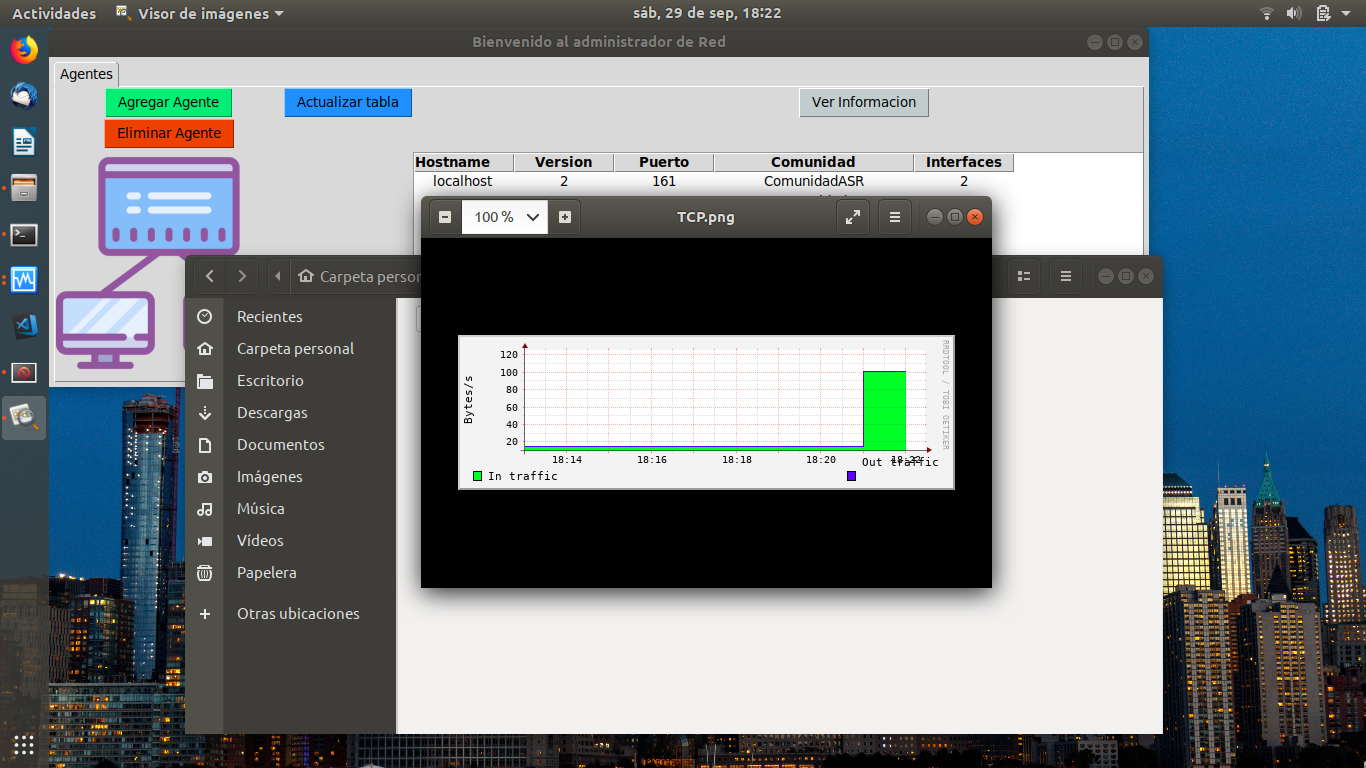 Actividades Visor de imágenes sáb, 29 de sep, 18:22
Bienvenido al administrador de Red
Agentes
Agregar Agente Actualizar tabla Ver Informacion
Eliminar Agente
Hostname Version Puerto Comunidad Interfaces
localhost 2 161 ComunidadASR 2
100 % TCP.png
Carpeta person
Recientes
Carpeta personal
Escritorio
Descargas
Documentos
Imágenes
Música
Vídeos
Papelera
Otras ubicaciones
RRDTOOL / TOBI OETIKER
Bytes/s
120
100
80
60
40
20
18:14 18:16 18:18 18:20 18:22
Out traffic
In traffic